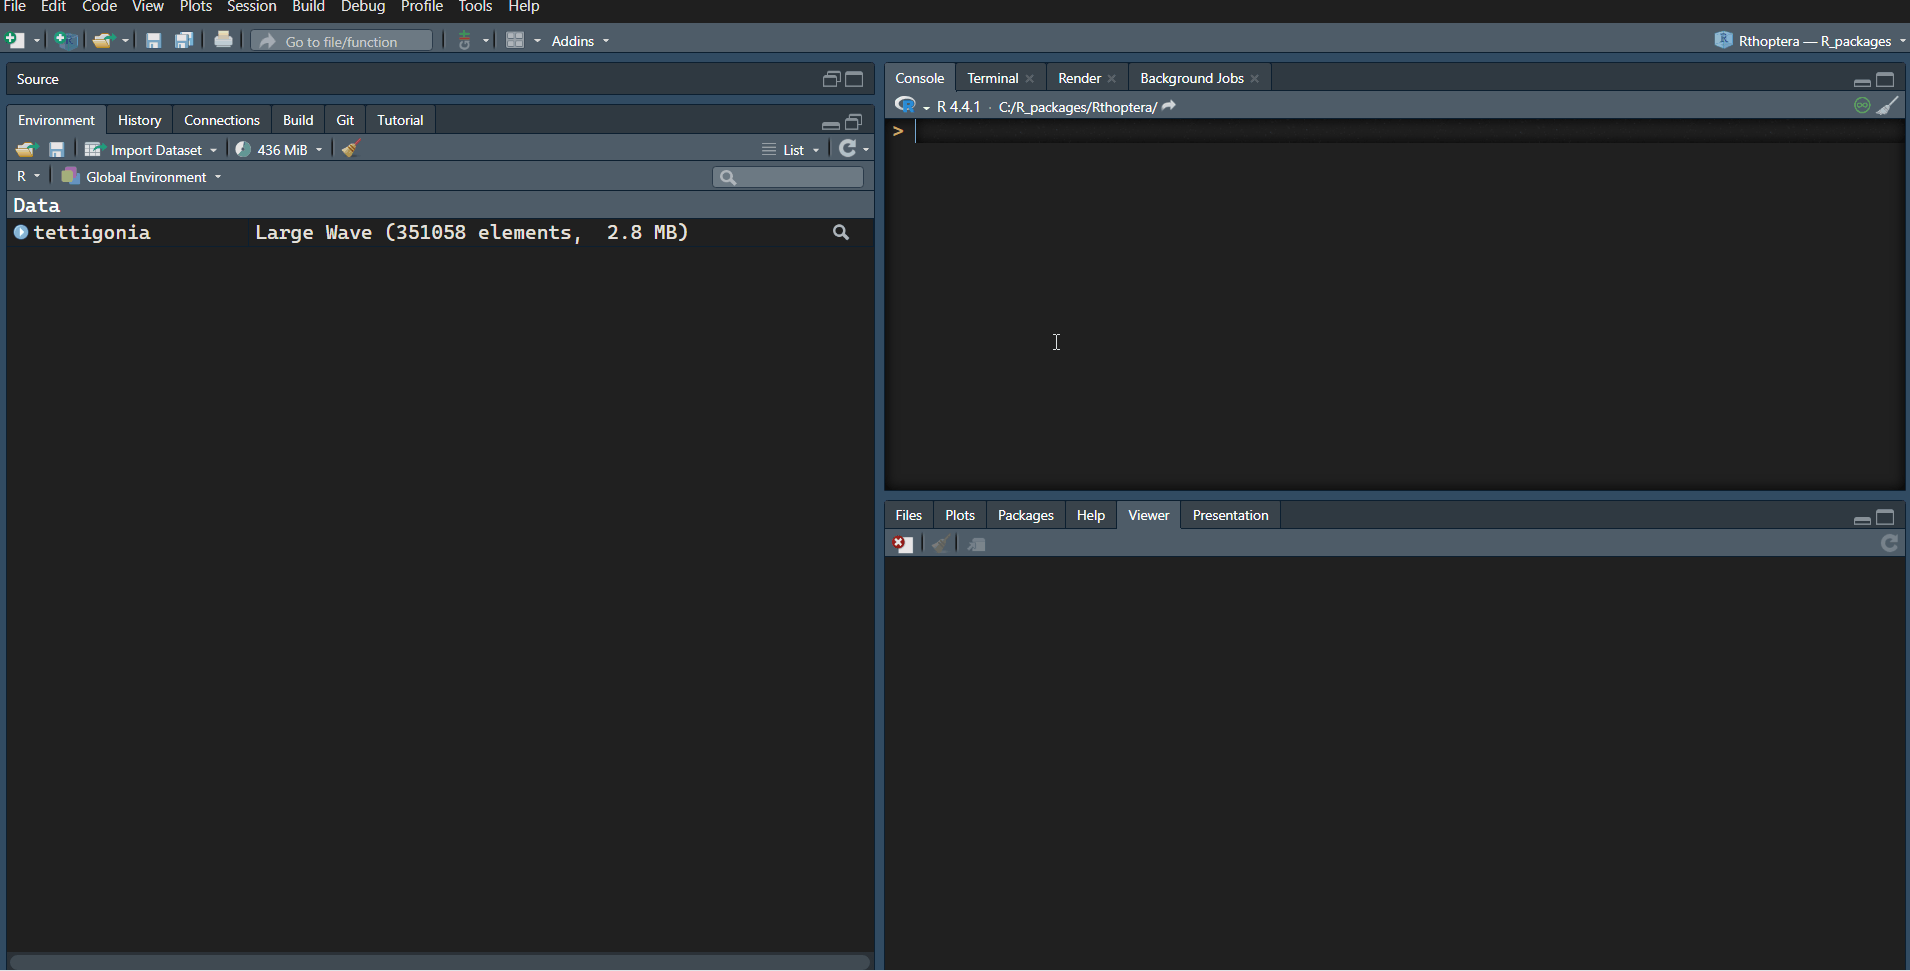 File Edit Code View Plots Session Build Debug Profile Tools Help
Go to file/function Addins Rthoptera — R_packages
Source
Environment History Connections Build Git Tutorial
Import Dataset 436 MiB List
R Global Environment
Data
tettigonia Large Wave (351058 elements, 2.8 MB)
Console Terminal Render Background Jobs
R 4.4.1 · C:/R_packages/Rthoptera/
>
Files Plots Packages Help Viewer Presentation